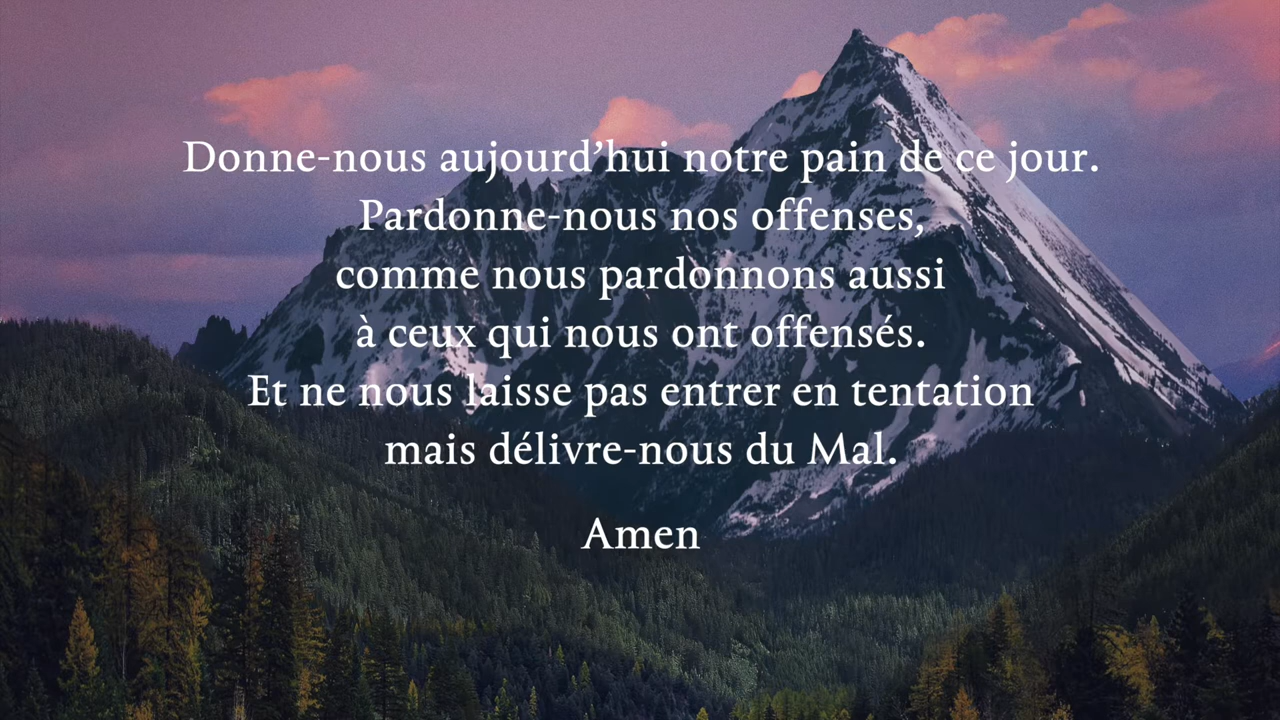 Donne-nous aujourd’hui notre pain de ce jour.
Pardonne-nous nos offenses,
comme nous pardonnons aussi
à ceux qui nous ont offensés.
Et ne nous laisse pas entrer en tentation
mais délivre-nous du Mal.
Amen